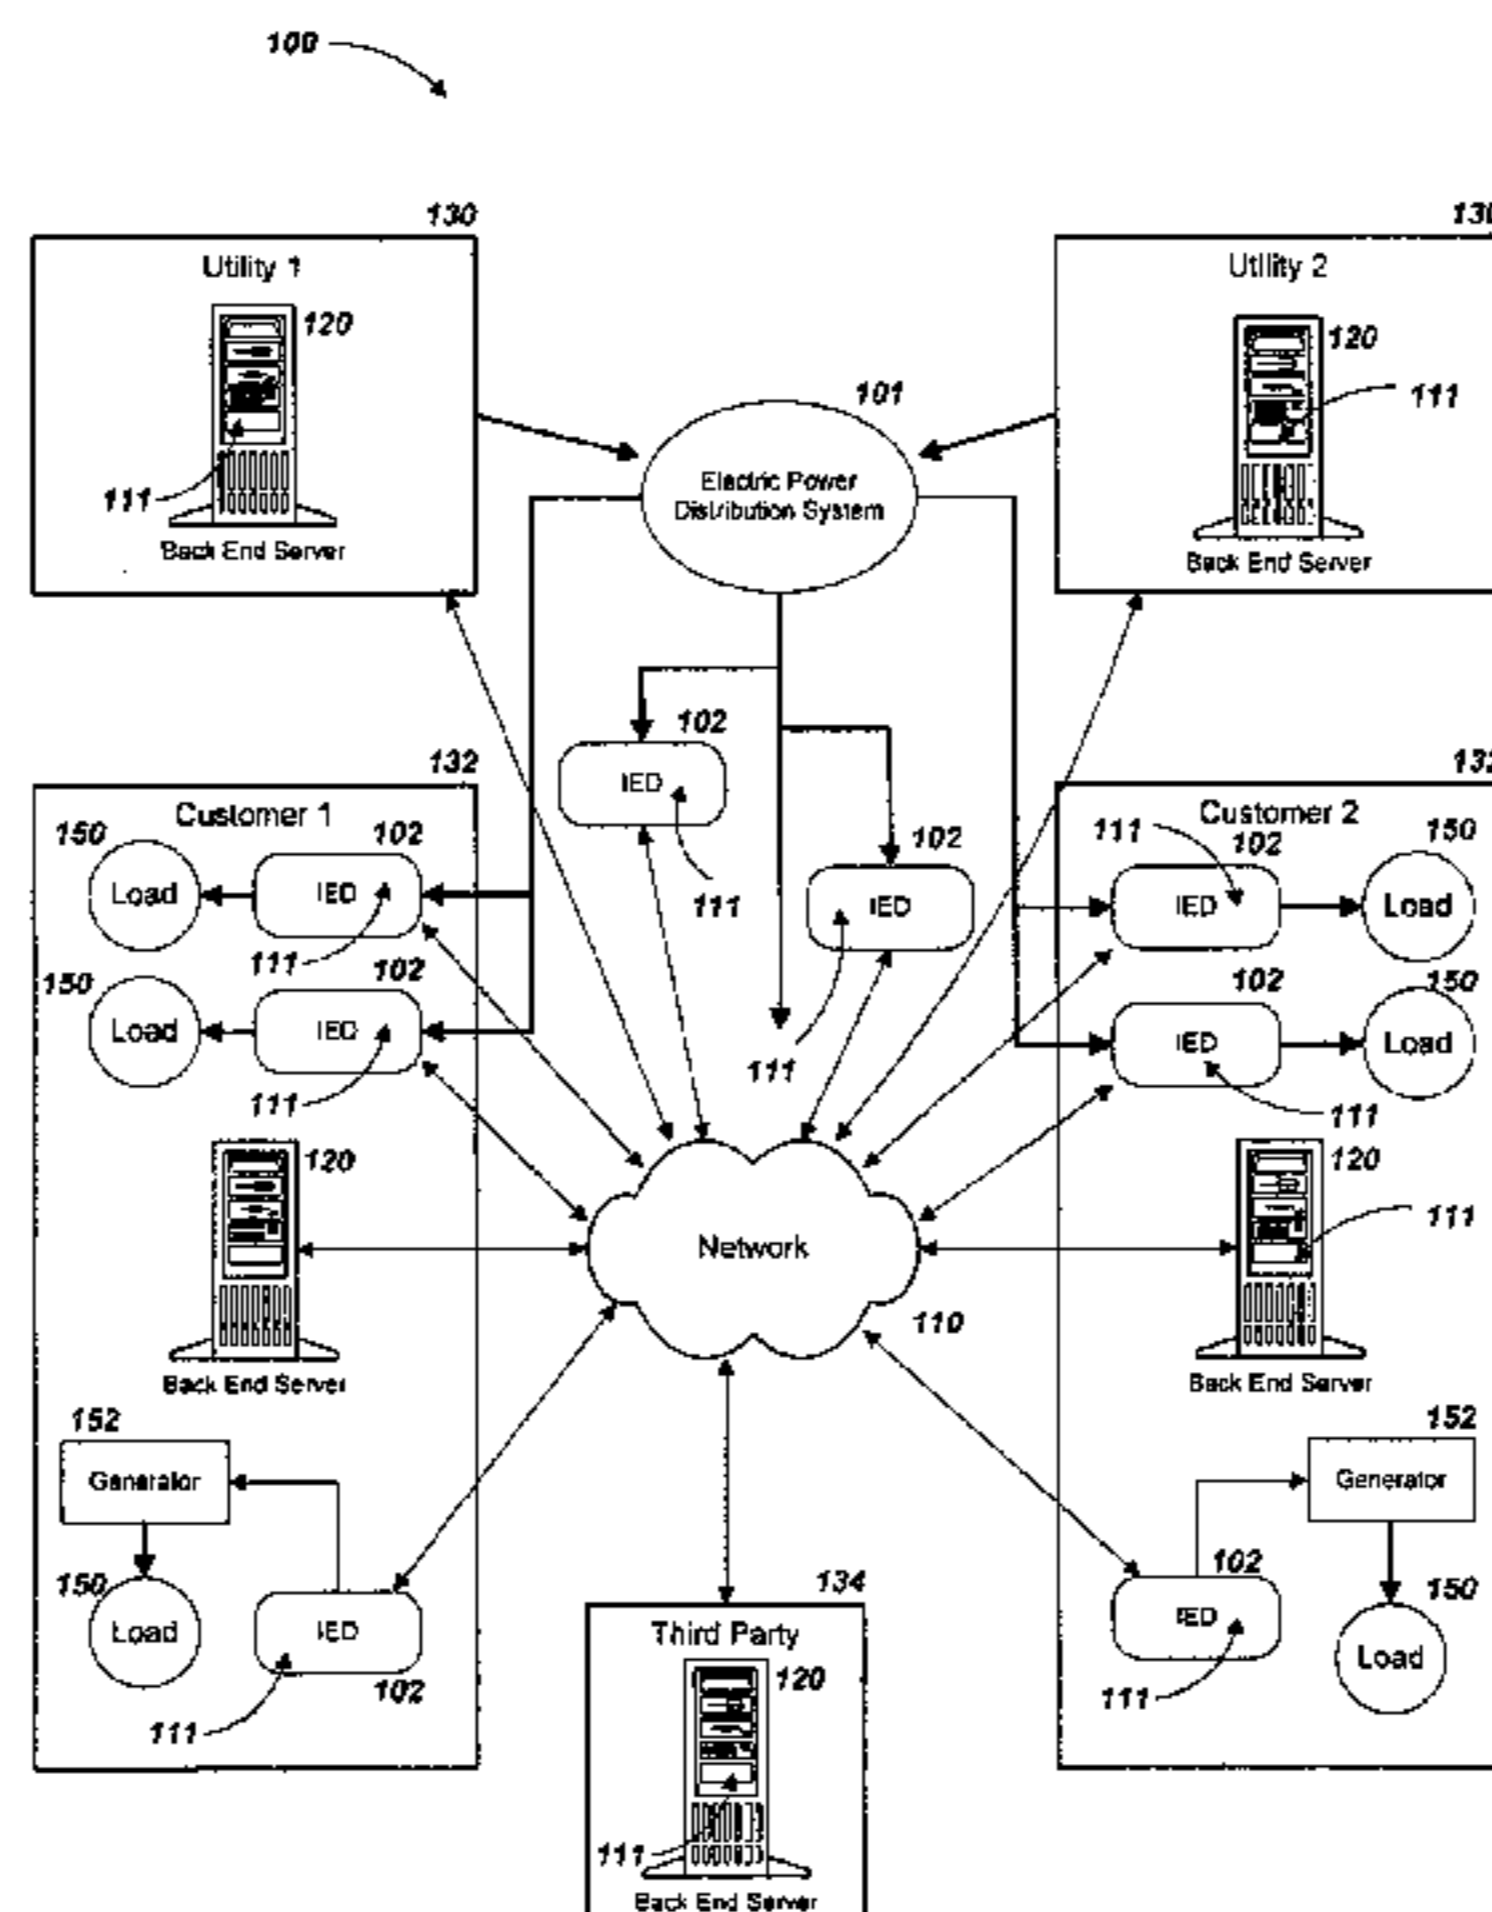 100
130
130
Utility 1
Utility 2
120
120
101
111
111
Electric Power
Distribution System
Back End Server
Back End Server
102
132
132
IED
Customer 1
Customer 2
150
102
102
111
102
150
Load
IED
111
IED
IED
Load
111
150
102
102
150
Load
IED
IED
Load
111
111
111
120
120
111
Network
110
Back End Server
Back End Server
152
152
Generator
Generator
150
102
150
Load
IED
134
IED
Load
Third Party
102
120
111
111
111
Back End Server